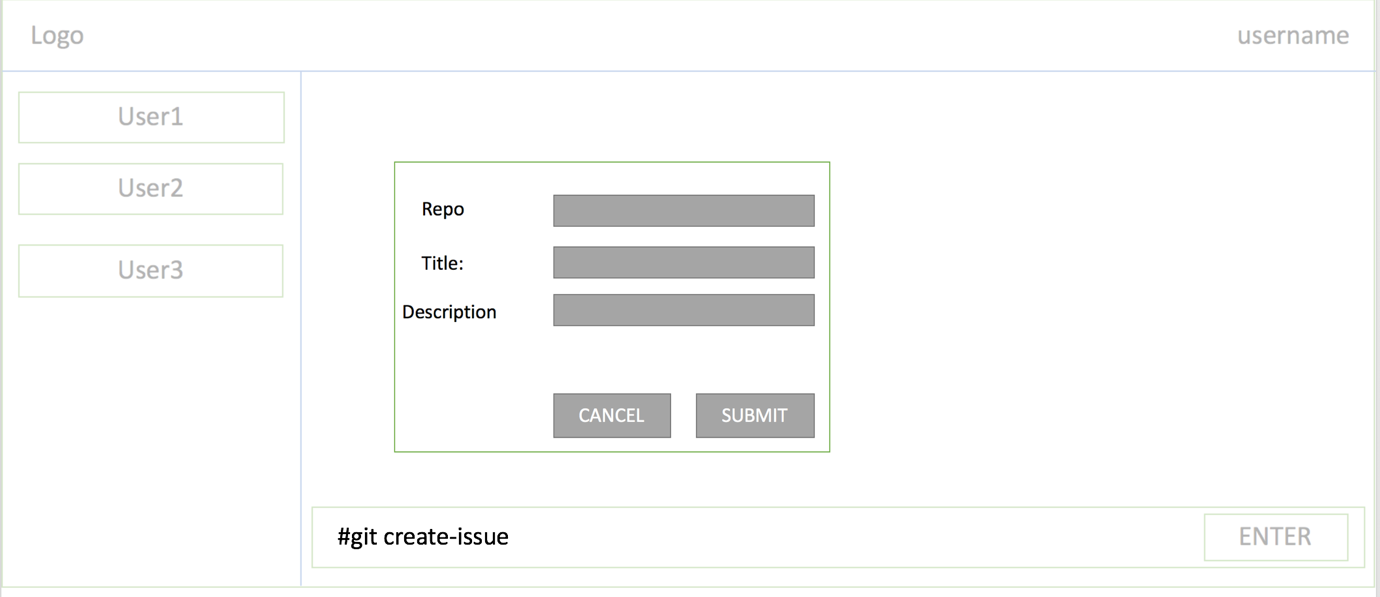 Logo
username
User1
User2
User3
Repo
Title:
Description
CANCEL
SUBMIT
#git create-issue
ENTER